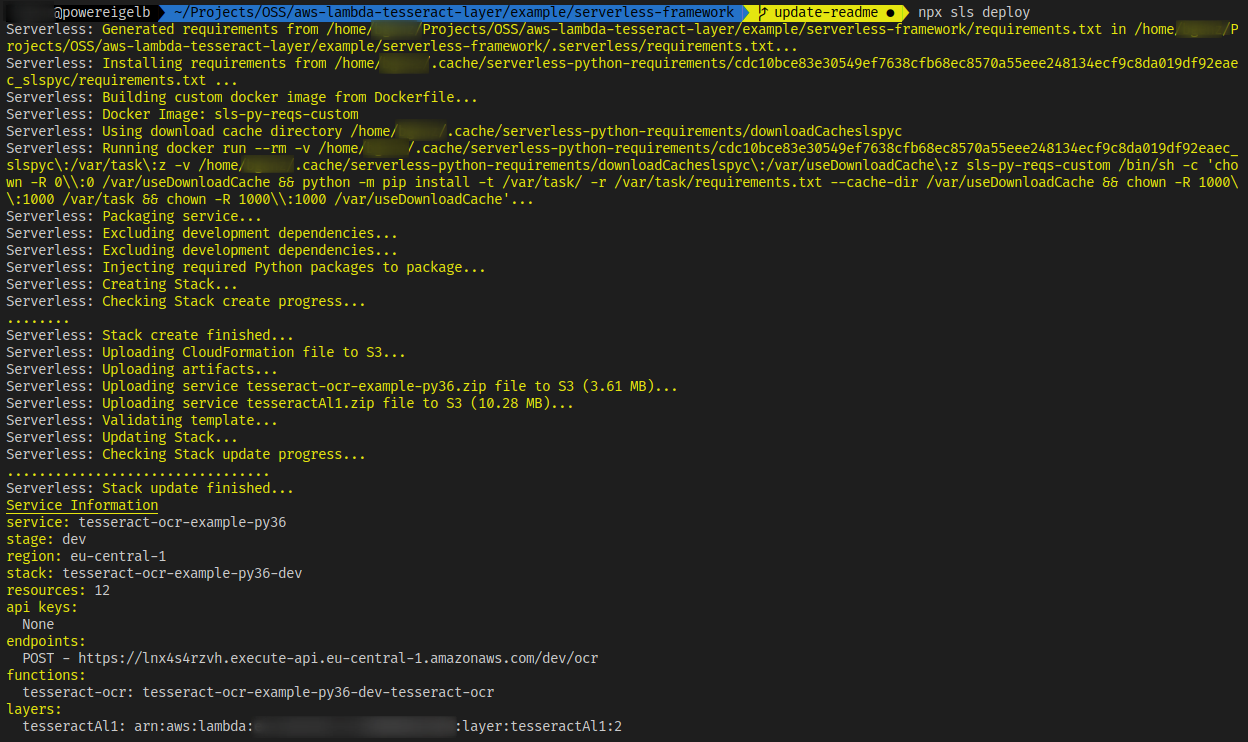 @powereigelb ~/Projects/OSS/aws-lambda-tesseract-layer/example/serverless-framework update-readme ● npx sls deploy
Serverless: Generated requirements from /home/ /Projects/OSS/aws-lambda-tesseract-layer/example/serverless-framework/requirements.txt in /home/ /P
rojects/OSS/aws-lambda-tesseract-layer/example/serverless-framework/.serverless/requirements.txt...
Serverless: Installing requirements from /home/ /.cache/serverless-python-requirements/cdc10bce83e30549ef7638cfb68ec8570a55eee248134ecf9c8da019df92eae
c_slspyc/requirements.txt ...
Serverless: Building custom docker image from Dockerfile...
Serverless: Docker Image: sls-py-reqs-custom
Serverless: Using download cache directory /home/ /.cache/serverless-python-requirements/downloadCacheslspyc
Serverless: Running docker run --rm -v /home/ /.cache/serverless-python-requirements/cdc10bce83e30549ef7638cfb68ec8570a55eee248134ecf9c8da019df92eaec_
slspyc\:/var/task\:z -v /home/ .cache/serverless-python-requirements/downloadCacheslspyc\:/var/useDownloadCache\:z sls-py-reqs-custom /bin/sh -c 'cho
wn -R 0\\:0 /var/useDownloadCache && python -m pip install -t /var/task/ -r /var/task/requirements.txt --cache-dir /var/useDownloadCache && chown -R 1000\
\:1000 /var/task && chown -R 1000\\:1000 /var/useDownloadCache'...
Serverless: Packaging service...
Serverless: Excluding development dependencies...
Serverless: Excluding development dependencies...
Serverless: Injecting required Python packages to package...
Serverless: Creating Stack...
Serverless: Checking Stack create progress...
........
Serverless: Stack create finished...
Serverless: Uploading CloudFormation file to S3...
Serverless: Uploading artifacts...
Serverless: Uploading service tesseract-ocr-example-py36.zip file to S3 (3.61 MB)...
Serverless: Uploading service tesseractAl1.zip file to S3 (10.28 MB)...
Serverless: Validating template...
Serverless: Updating Stack...
Serverless: Checking Stack update progress...
.................................
Serverless: Stack update finished...
Service Information
service: tesseract-ocr-example-py36
stage: dev
region: eu-central-1
stack: tesseract-ocr-example-py36-dev
resources: 12
api keys:
  None
endpoints:
  POST - https://lnx4s4rzvh.execute-api.eu-central-1.amazonaws.com/dev/ocr
functions:
  tesseract-ocr: tesseract-ocr-example-py36-dev-tesseract-ocr
layers:
  tesseractAl1: arn:aws:lambda: :layer:tesseractAl1:2